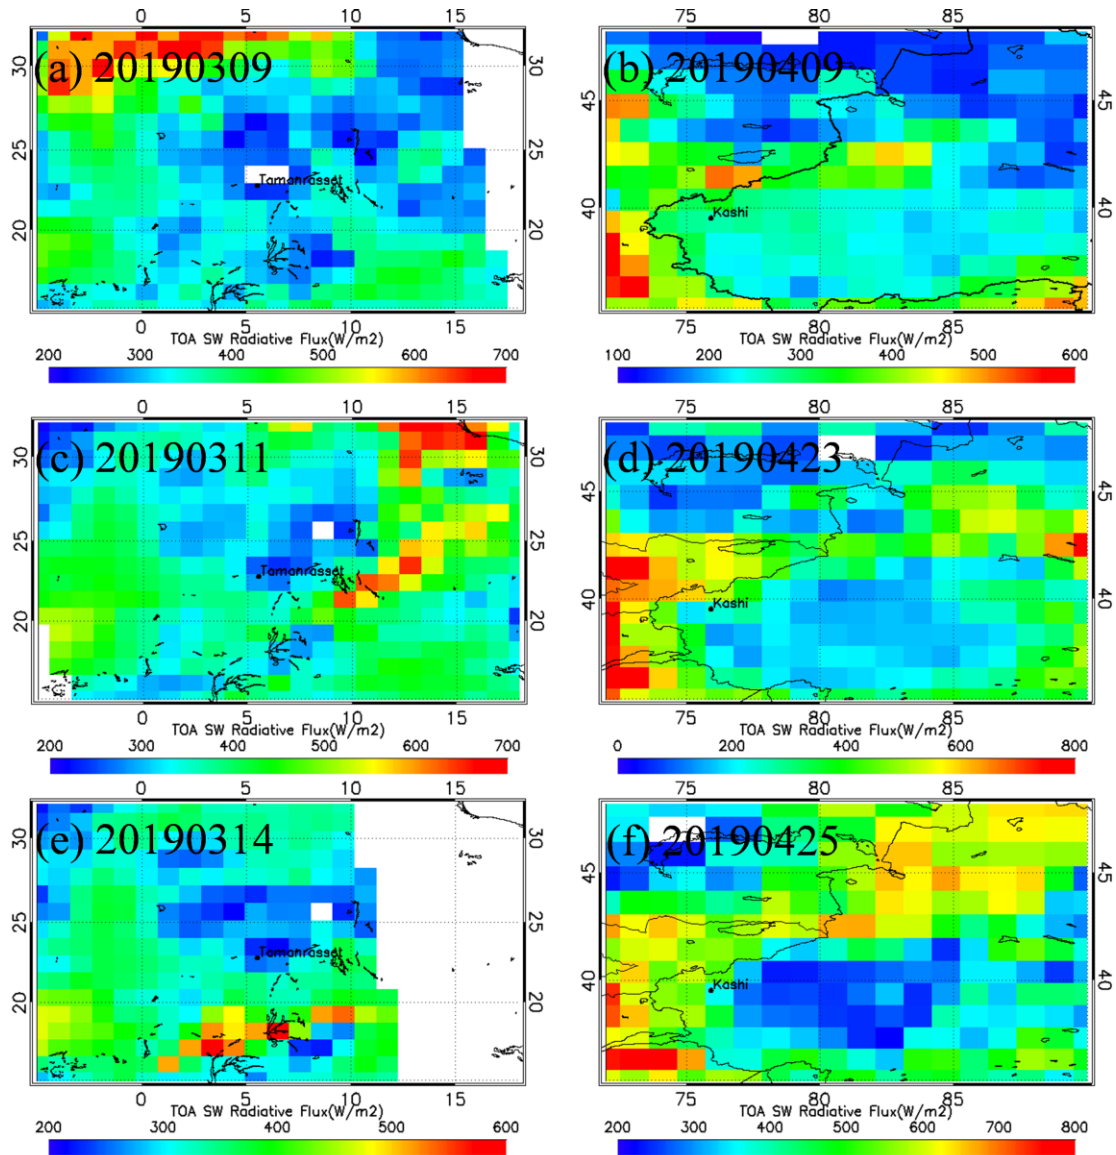 (a) 20190309
0 5 10 15
30 25 20
30 25 20
Tamanrasset
0 5 10 15
TOA SW Radiative Flux(W/m2)
200 300 400 500 600 700
(b) 20190409
75 80 85
45 40
45 40
Kashi
75 80 85
TOA SW Radiative Flux(W/m2)
100 200 300 400 500 600
(c) 20190311
0 5 10 15
30 25 20
30 25 20
Tamanrasset
0 5 10 15
TOA SW Radiative Flux(W/m2)
200 300 400 500 600 700
(d) 20190423
75 80 85
45 40
45 40
Kashi
75 80 85
TOA SW Radiative Flux(W/m2)
0 200 400 600 800
(e) 20190314
0 5 10 15
30 25 20
30 25 20
Tamanrasset
0 5 10 15
TOA SW Radiative Flux(W/m2)
200 300 400 500 600
(f) 20190425
75 80 85
45 40
45 40
Kashi
75 80 85
TOA SW Radiative Flux(W/m2)
200 300 400 500 600 700 800